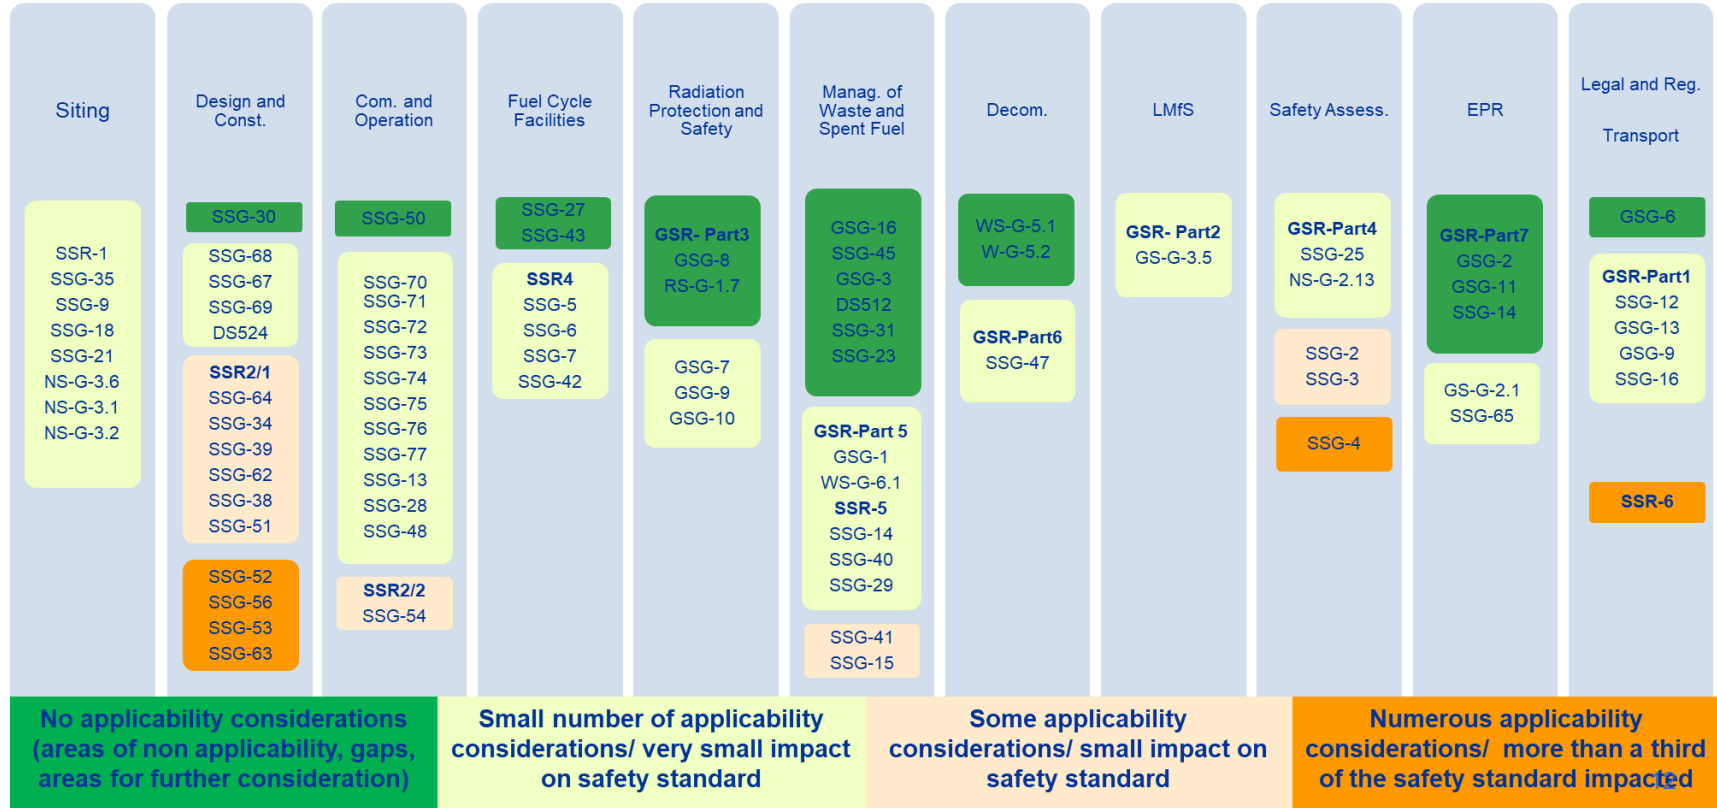 Siting
SSR-1
SSG-35
SSG-9
SSG-18
SSG-21
NS-G-3.6
NS-G-3.1
NS-G-3.2
Design and
Const.
SSG-30
SSG-68
SSG-67
SSG-69
DS524
SSR2/1
SSG-64
SSG-34
SSG-39
SSG-62
SSG-38
SSG-51
SSG-52
SSG-56
SSG-53
SSG-63
Com. and
Operation
SSG-50
SSG-70
SSG-71
SSG-72
SSG-73
SSG-74
SSG-75
SSG-76
SSG-77
SSG-13
SSG-28
SSG-48
SSR2/2
SSG-54
Fuel Cycle
Facilities
SSG-27
SSG-43
SSR4
SSG-5
SSG-6
SSG-7
SSG-42
Radiation
Protection and
Safety
GSR- Part3
GSG-8
RS-G-1.7
GSG-7
GSG-9
GSG-10
Manag. of
Waste and
Spent Fuel
GSG-16
SSG-45
GSG-3
DS512
SSG-31
SSG-23
GSR-Part 5
GSG-1
WS-G-6.1
SSR-5
SSG-14
SSG-40
SSG-29
SSG-41
SSG-15
Decom.
WS-G-5.1
W-G-5.2
GSR-Part6
SSG-47
LMfS
GSR- Part2
GS-G-3.5
Safety Assess.
GSR-Part4
SSG-25
NS-G-2.13
SSG-2
SSG-3
SSG-4
EPR
GSR-Part7
GSG-2
GSG-11
SSG-14
GS-G-2.1
SSG-65
Legal and Reg.
Transport
GSG-6
GSR-Part1
SSG-12
GSG-13
GSG-9
SSG-16
SSR-6
No applicability considerations
(areas of non applicability, gaps,
areas for further consideration)
Small number of applicability
considerations/ very small impact
on safety standard
Some applicability
considerations/ small impact on
safety standard
Numerous applicability
considerations/ more than a third
of the safety standard impacted
12